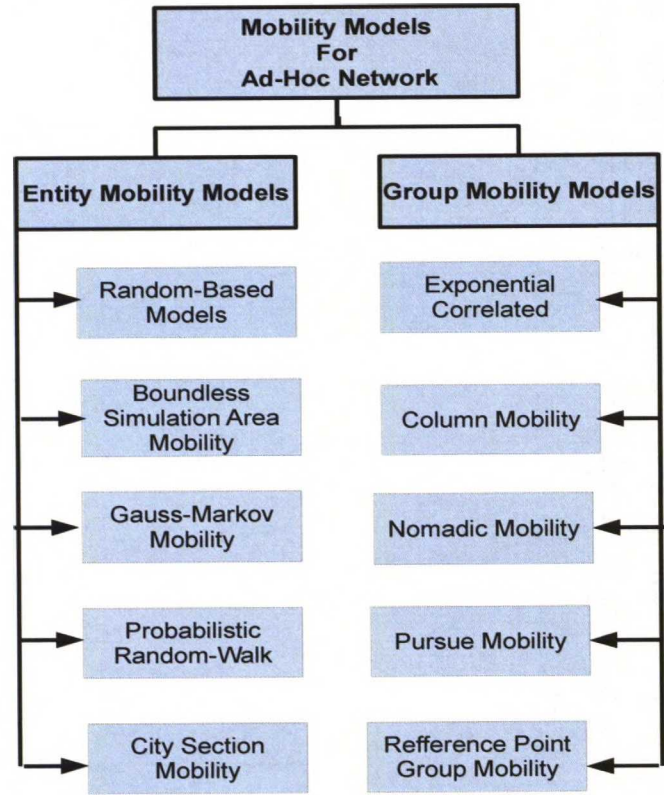 Mobility Models
For
Ad-Hoc Network
Entity Mobility Models
Group Mobility Models
Random-Based
Models
Exponential
Correlated
Boundless
Simulation Area
Mobility
Column Mobility
Gauss-Markov
Mobility
Nomadic Mobility
Probabilistic
Random-Walk
Pursue Mobility
City Section
Mobility
Refference Point
Group Mobility